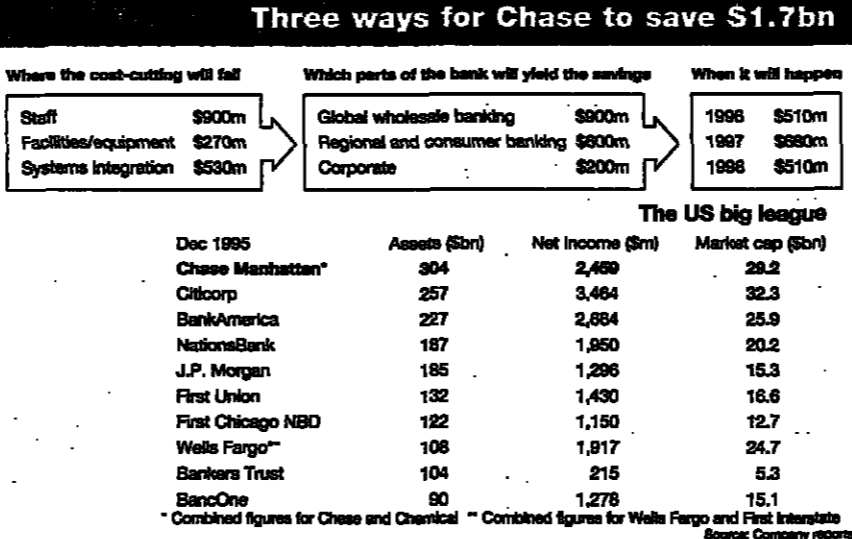 Three ways for Chase to save $1.7bn
Where the cost-cutting will fall
Staff $900m
Facilities/equipment $270m
Systems integration $530m
Which parts of the bank will yield the savings
Global wholesale banking $900m
Regional and consumer banking $600m
Corporate $200m
When it will happen
1996 $510m
1997 $680m
1998 $510m
The US big league
Dec 1995 Assets ($bn) Net Income ($m) Market cap ($bn)
Chase Manhattan* 304 2,459 29.2
Citicorp 257 3,464 32.3
BankAmerica 227 2,664 25.9
NationsBank 187 1,950 20.2
J.P. Morgan 185 1,296 15.3
First Union 132 1,430 16.6
First Chicago NBD 122 1,150 12.7
Wells Fargo** 108 1,917 24.7
Bankers Trust 104 215 5.3
BancOne 90 1,278 15.1
* Combined figures for Chase and Chemical ** Combined figures for Wells Fargo and First Interstate
Source: Company reports